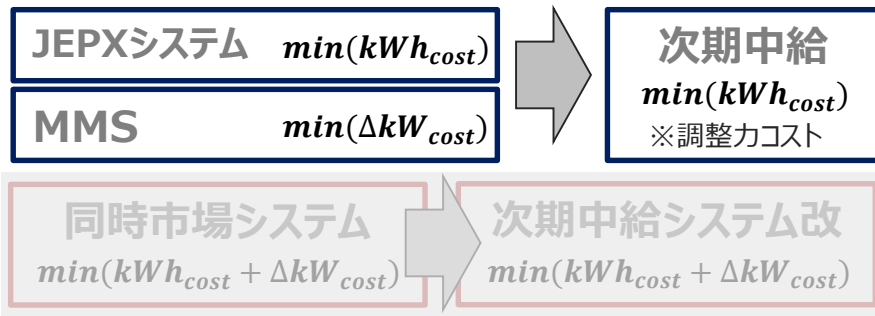 JEPXシステム min(kWh_cost)
MMS min(ΔkW_cost)
次期中給
min(kWh_cost)
※調整力コスト
同時市場システム
min(kWh_cost + ΔkW_cost)
次期中給システム改
min(kWh_cost + ΔkW_cost)